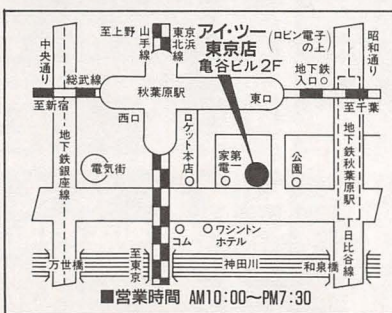 中央通り
至上野
山手線
京浜東北線
アイ・ツー
東京店
亀谷ビル2F
(ロビン電子の上)
昭和通り
総武線
至新宿
秋葉原駅
地下鉄入口
至千葉
東口
西口
地下鉄銀座線
電気街
ロケット本店
第一家電
公園
地下鉄秋葉原駅
コム
ワシントンホテル
日比谷線
万世橋
至東京
神田川
和泉橋
■営業時間 AM10:00〜PM7:30